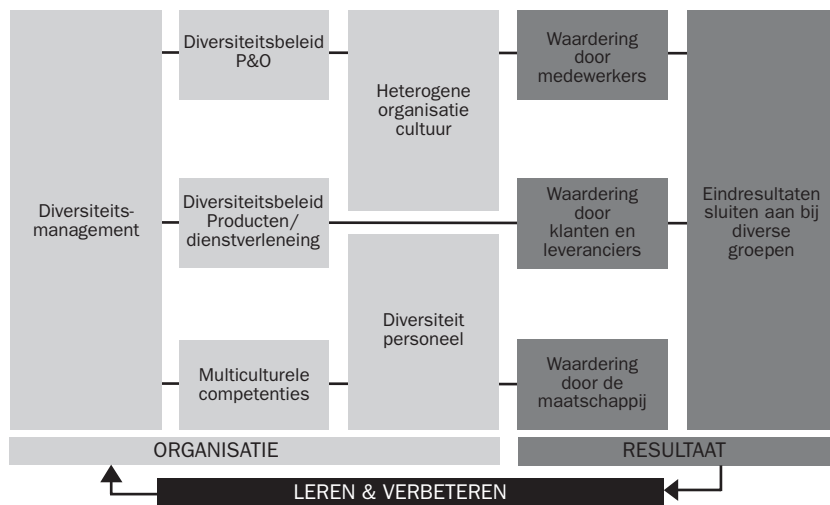 Diversiteits-
management
Diversiteitsbeleid
P&O
Diversiteitsbeleid
Producten/
dienstverleneing
Multiculturele
competenties
Heterogene
organisatie
cultuur
Diversiteit
personeel
Waardering
door
medewerkers
Waardering
door
klanten en
leveranciers
Waardering
door de
maatschappij
Eindresultaten
sluiten aan bij
diverse
groepen
ORGANISATIE
RESULTAAT
LEREN & VERBETEREN